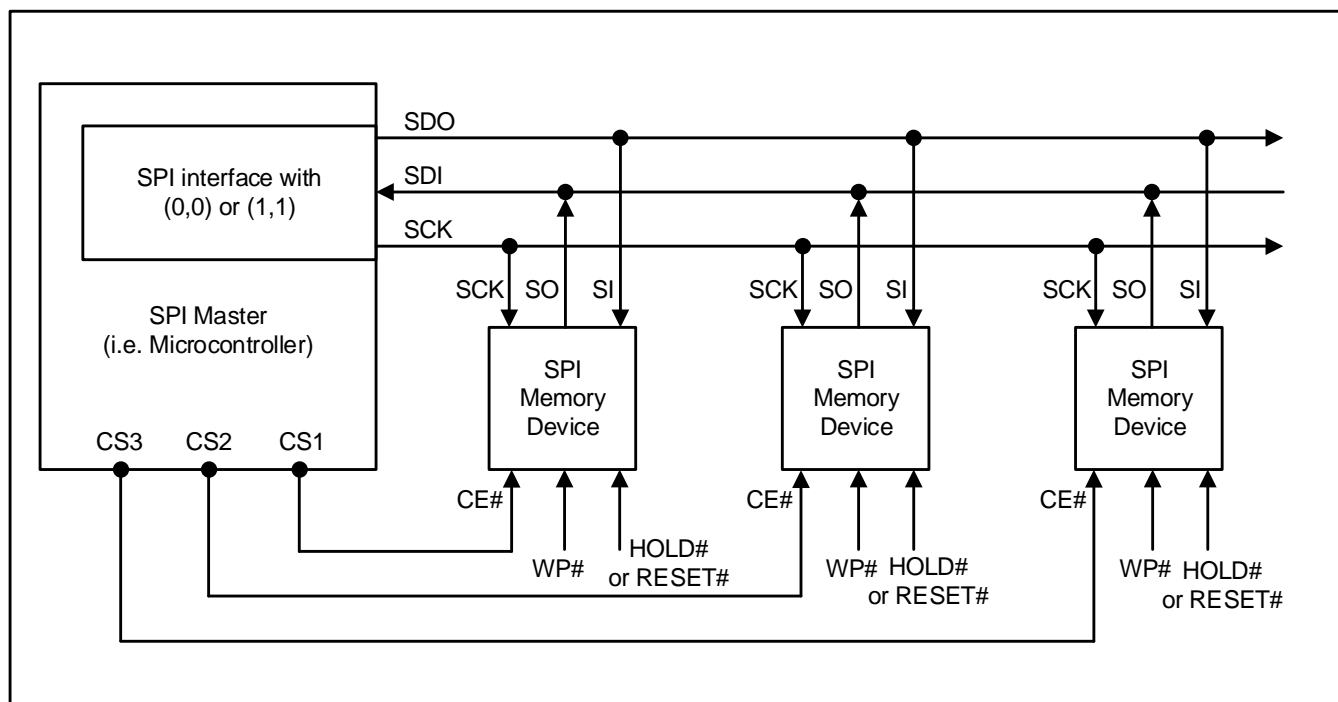 SDO
SPI interface with
(0,0) or (1,1)
SDI
SCK
SPI Master
(i.e. Microcontroller)
SCK SO SI
SCK SO SI
SCK SO SI
SPI
Memory
Device
SPI
Memory
Device
SPI
Memory
Device
CS3 CS2 CS1
CE#
WP#
HOLD#
or RESET#
CE#
WP#
HOLD#
or RESET#
CE#
WP#
HOLD#
or RESET#